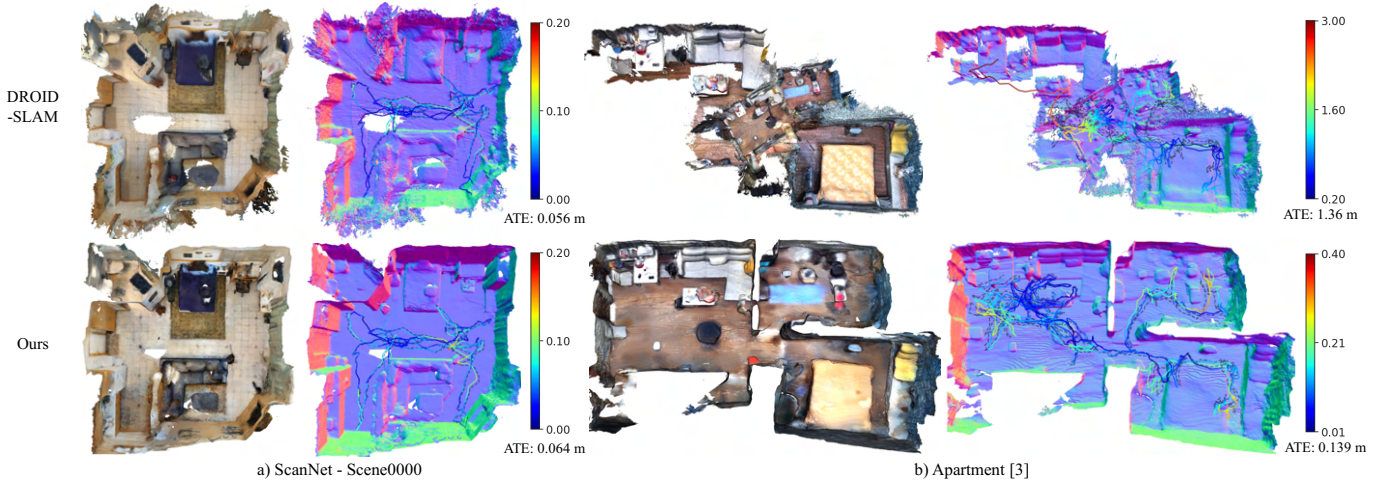 DROID
-SLAM
0.20
0.10
0.00
ATE: 0.056 m
3.00
1.60
0.20
ATE: 1.36 m
Ours
0.20
0.10
0.00
ATE: 0.064 m
0.40
0.21
0.01
ATE: 0.139 m
a) ScanNet - Scene0000
b) Apartment [3]